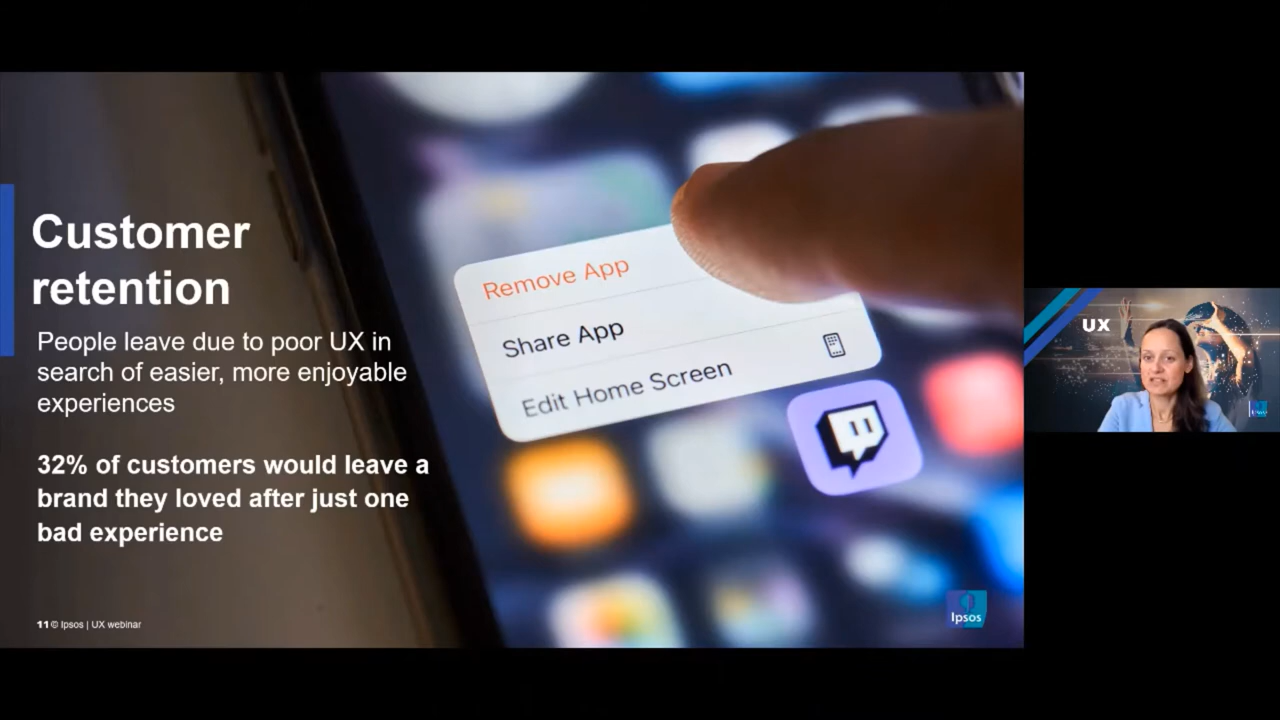 Customer
retention
People leave due to poor UX in
search of easier, more enjoyable
experiences
32% of customers would leave a
brand they loved after just one
bad experience
Remove App
Share App
Edit Home Screen
11 © Ipsos | UX webinar
Ipsos
UX
Ipsos